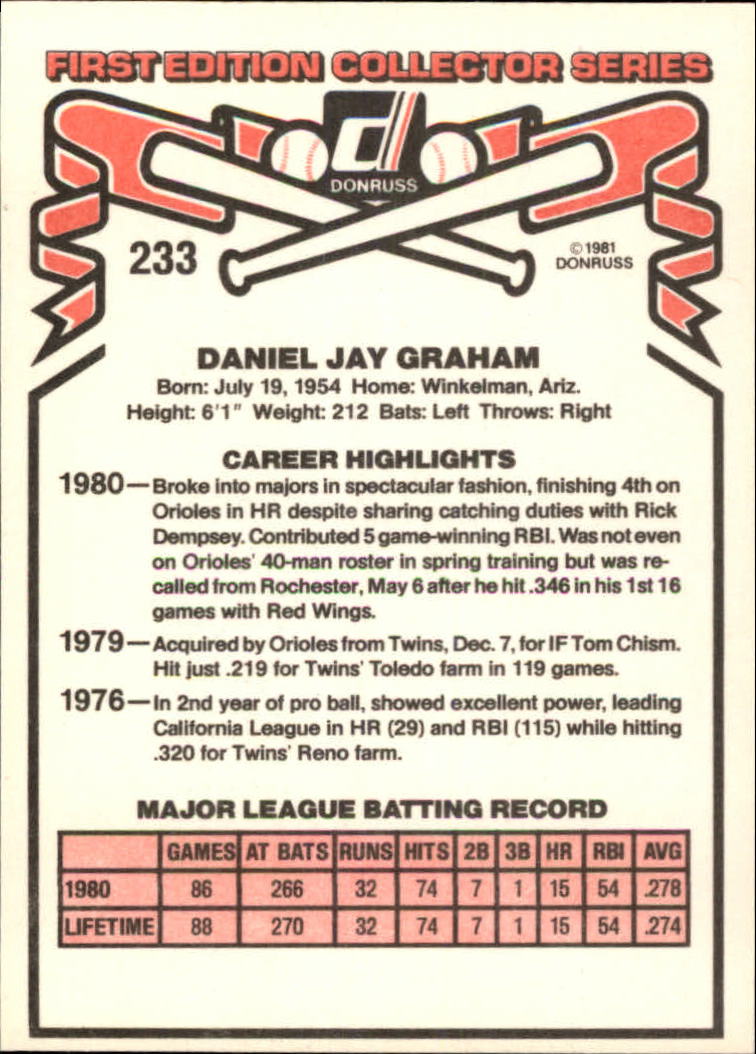 FIRST EDITION COLLECTOR SERIES
DONRUSS
233
© 1981
DONRUSS
DANIEL JAY GRAHAM
Born: July 19, 1954 Home: Winkelman, Ariz.
Height: 6'1" Weight: 212 Bats: Left Throws: Right
CAREER HIGHLIGHTS
1980—Broke into majors in spectacular fashion, finishing 4th on
Orioles in HR despite sharing catching duties with Rick
Dempsey. Contributed 5 game-winning RBI. Was not even
on Orioles' 40-man roster in spring training but was re-
called from Rochester, May 6 after he hit .346 in his 1st 16
games with Red Wings.
1979—Acquired by Orioles from Twins, Dec. 7, for IF Tom Chism.
Hit just .219 for Twins' Toledo farm in 119 games.
1976—In 2nd year of pro ball, showed excellent power, leading
California League in HR (29) and RBI (115) while hitting
.320 for Twins' Reno farm.
MAJOR LEAGUE BATTING RECORD
GAMES AT BATS RUNS HITS 2B 3B HR RBI AVG
1980 86 266 32 74 7 1 15 54 .278
LIFETIME 88 270 32 74 7 1 15 54 .274